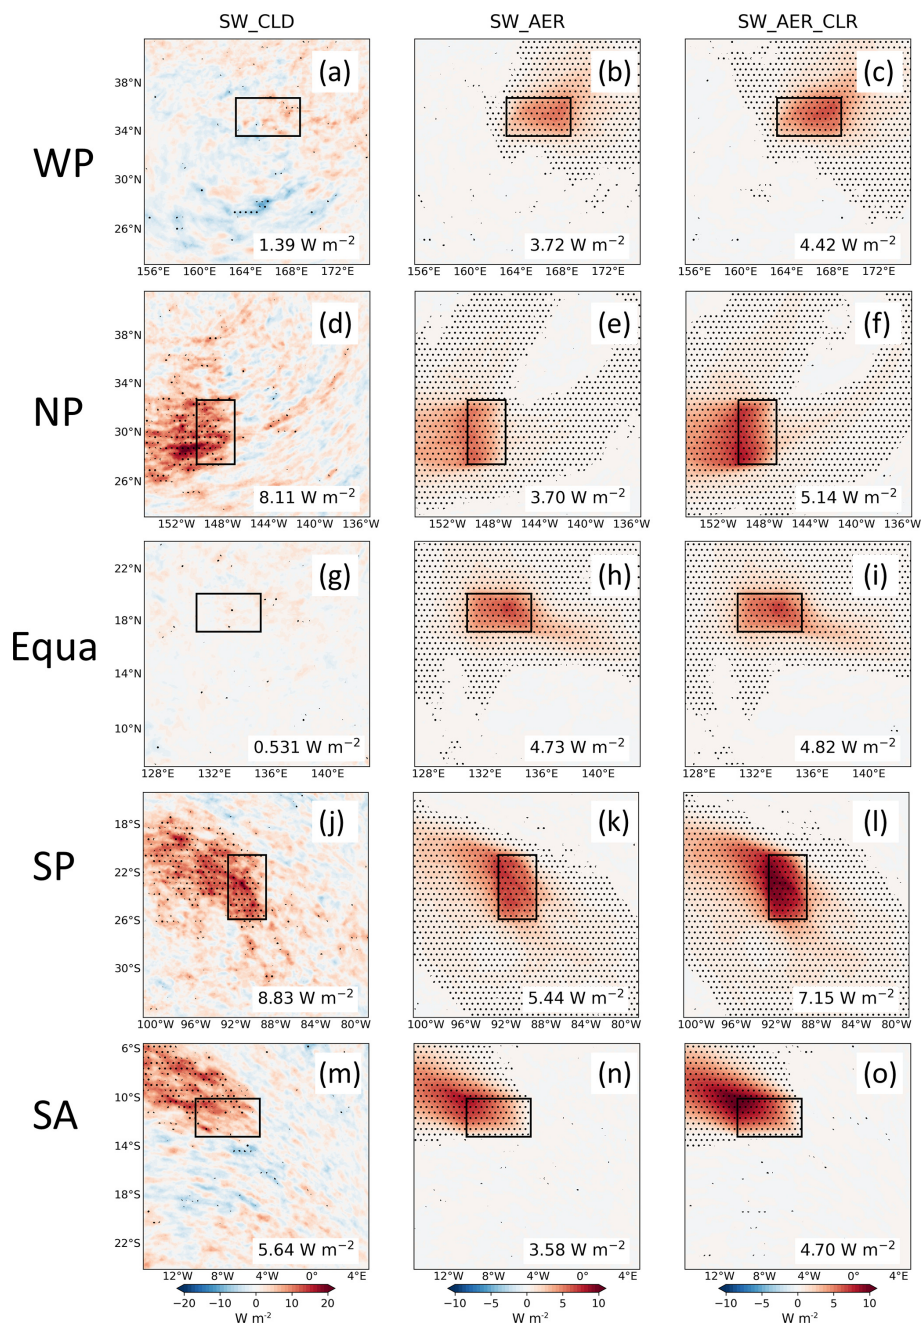 SW_CLD SW_AER SW_AER_CLR
WP
(a) (b) (c)
38°N
34°N
30°N
26°N
1.39 W m⁻² 3.72 W m⁻² 4.42 W m⁻²
156°E 160°E 164°E 168°E 172°E 156°E 160°E 164°E 168°E 172°E 156°E 160°E 164°E 168°E 172°E
NP
(d) (e) (f)
38°N
34°N
30°N
26°N
8.11 W m⁻² 3.70 W m⁻² 5.14 W m⁻²
152°W 148°W 144°W 140°W 136°W 152°W 148°W 144°W 140°W 136°W 152°W 148°W 144°W 140°W 136°W
Equa
(g) (h) (i)
22°N
18°N
14°N
10°N
0.531 W m⁻² 4.73 W m⁻² 4.82 W m⁻²
128°E 132°E 136°E 140°E 128°E 132°E 136°E 140°E 128°E 132°E 136°E 140°E
SP
(j) (k) (l)
18°S
22°S
26°S
30°S
8.83 W m⁻² 5.44 W m⁻² 7.15 W m⁻²
100°W 96°W 92°W 88°W 84°W 80°W 100°W 96°W 92°W 88°W 84°W 80°W 100°W 96°W 92°W 88°W 84°W 80°W
SA
(m) (n) (o)
6°S
10°S
14°S
18°S
22°S
5.64 W m⁻² 3.58 W m⁻² 4.70 W m⁻²
12°W 8°W 4°W 0° 4°E 12°W 8°W 4°W 0° 4°E 12°W 8°W 4°W 0° 4°E
−20 −10 0 10 20 −10 −5 0 5 10 −10 −5 0 5 10
W m⁻² W m⁻² W m⁻²